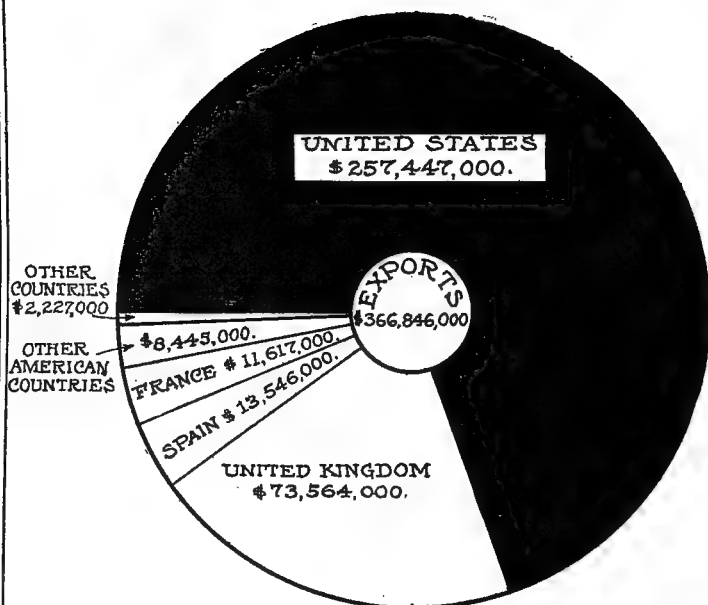 UNITED STATES
$257,447,000.
EXPORTS
$366,846,000
OTHER
COUNTRIES
$2,227,000
$8,445,000.
OTHER
AMERICAN
COUNTRIES
FRANCE $11,617,000.
SPAIN $13,546,000.
UNITED KINGDOM
$73,564,000.